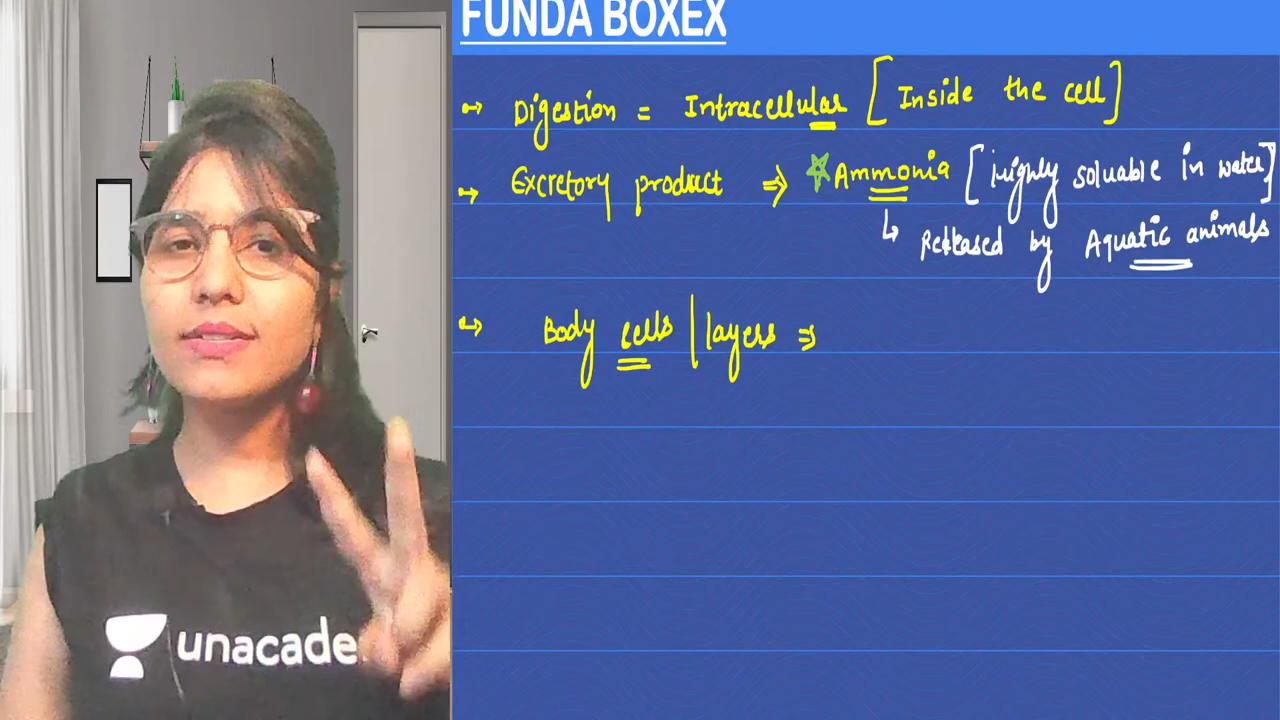 FUNDA BOXEX
↦ Digestion = Intracellular [Inside the cell]
↦ Excretory product ⇒ ☆Ammonia [Highly soluable in water]
↳ Released by Aquatic animals
↦ Body cells | layers ⇒
unacade